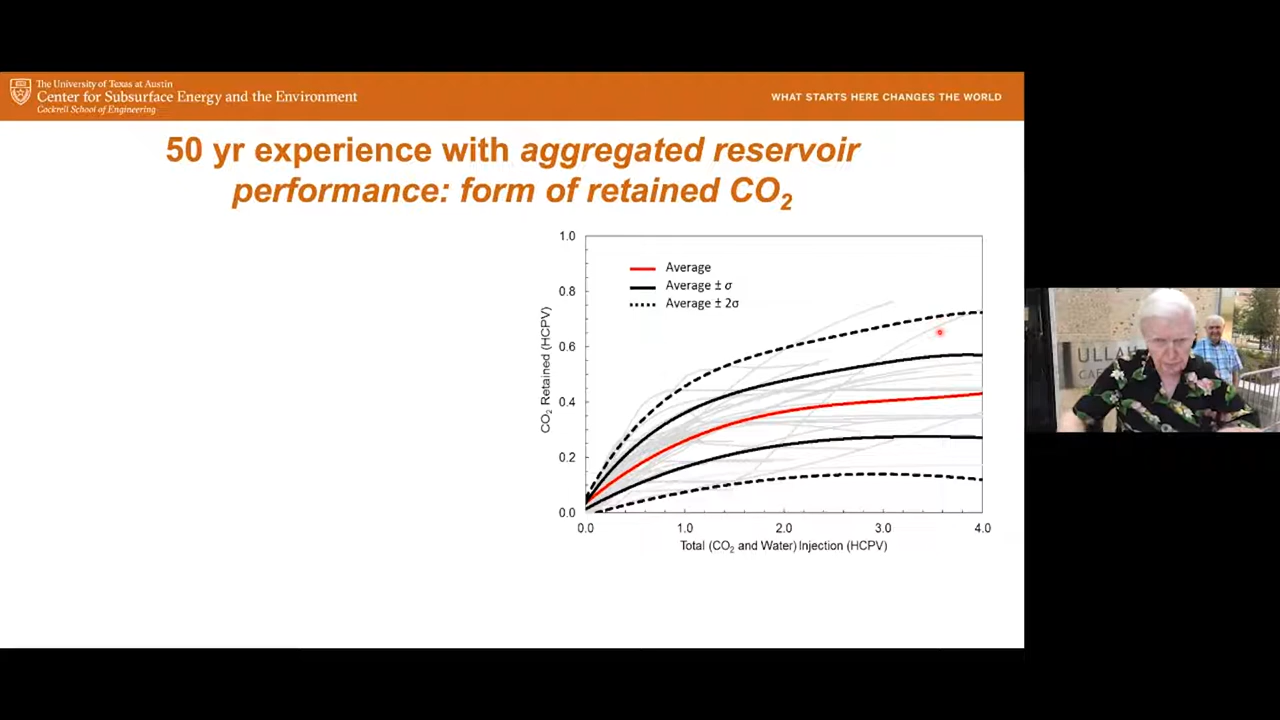 The University of Texas at Austin
Center for Subsurface Energy and the Environment
Cockrell School of Engineering
WHAT STARTS HERE CHANGES THE WORLD
50 yr experience with aggregated reservoir
performance: form of retained CO2
Average
Average ± σ
Average ± 2σ
CO2 Retained (HCPV)
1.0
0.8
0.6
0.4
0.2
0.0
0.0 1.0 2.0 3.0 4.0
Total (CO2 and Water) Injection (HCPV)
ULLA